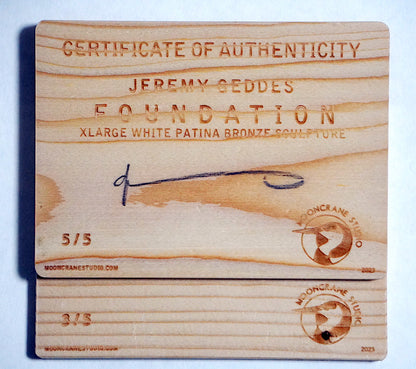 CERTIFICATE OF AUTHENTICITY
JEREMY GEDDES
FOUNDATION
XLARGE WHITE PATINA BRONZE SCULPTURE
5/5
MOONCRANE STUDIO
MOONCRANESTUDIO.COM
2023
3/5
MOONCRANE STUDIO
MOONCRANESTUDIO.COM
2023